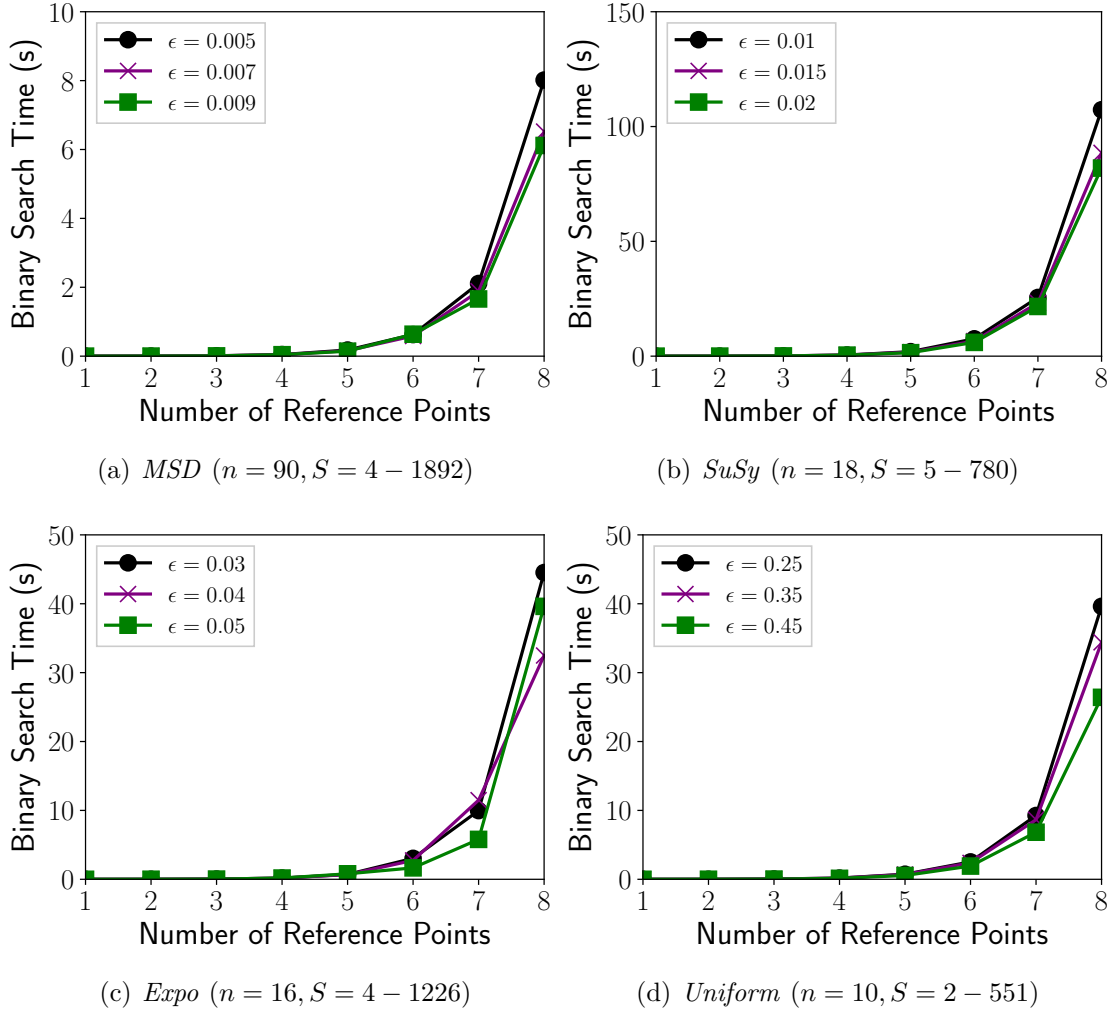 10
8
6
4
2
0
Binary Search Time (s)
ϵ = 0.005
ϵ = 0.007
ϵ = 0.009
1 2 3 4 5 6 7 8
Number of Reference Points
(a) MSD (n = 90, S = 4 − 1892)
150
100
50
0
Binary Search Time (s)
ϵ = 0.01
ϵ = 0.015
ϵ = 0.02
1 2 3 4 5 6 7 8
Number of Reference Points
(b) SuSy (n = 18, S = 5 − 780)
50
40
30
20
10
0
Binary Search Time (s)
ϵ = 0.03
ϵ = 0.04
ϵ = 0.05
1 2 3 4 5 6 7 8
Number of Reference Points
(c) Expo (n = 16, S = 4 − 1226)
50
40
30
20
10
0
Binary Search Time (s)
ϵ = 0.25
ϵ = 0.35
ϵ = 0.45
1 2 3 4 5 6 7 8
Number of Reference Points
(d) Uniform (n = 10, S = 2 − 551)